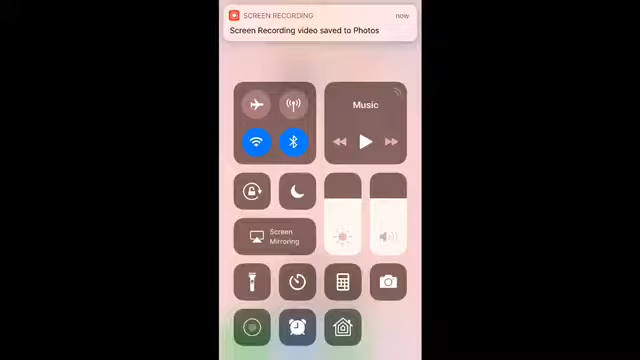 SCREEN RECORDING now
Screen Recording video saved to Photos
Music
Screen
Mirroring